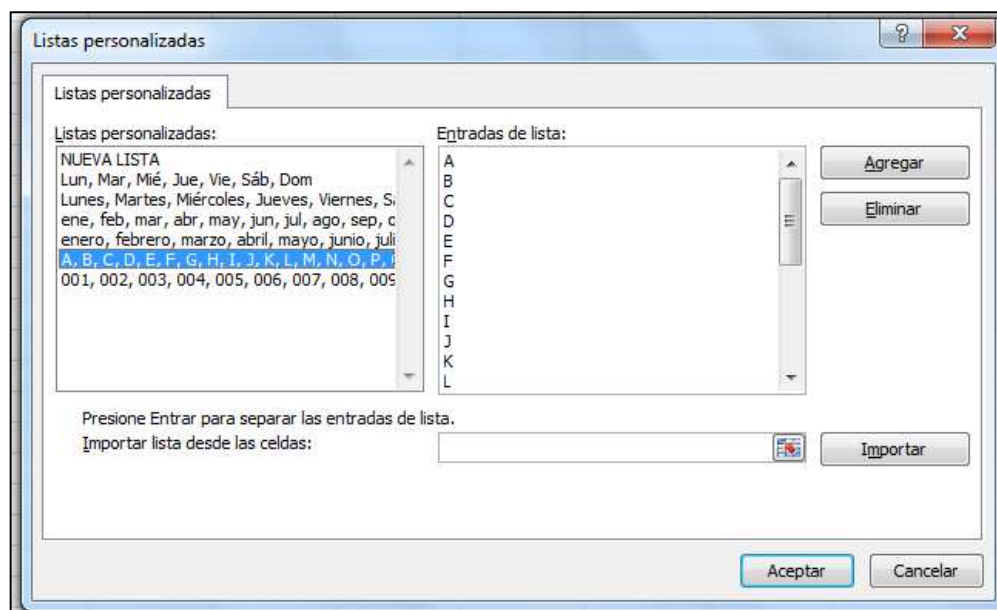 Listas personalizadas
Listas personalizadas
Listas personalizadas:
NUEVA LISTA
Lun, Mar, Mié, Jue, Vie, Sáb, Dom
Lunes, Martes, Miércoles, Jueves, Viernes,
ene, feb, mar, abr, may, jun, jul, ago, sep,
enero, febrero, marzo, abril, mayo, junio,
A, B, C, D, E, F, G, H, I, J, K, L, M, N, O, P,
001, 002, 003, 004, 005, 006, 007, 008, 009
Entradas de lista:
A
B
C
D
E
F
G
H
I
J
K
L
Agregar
Eliminar
Presione Entrar para separar las entradas de lista.
Importar lista desde las celdas:
Importar
Aceptar
Cancelar